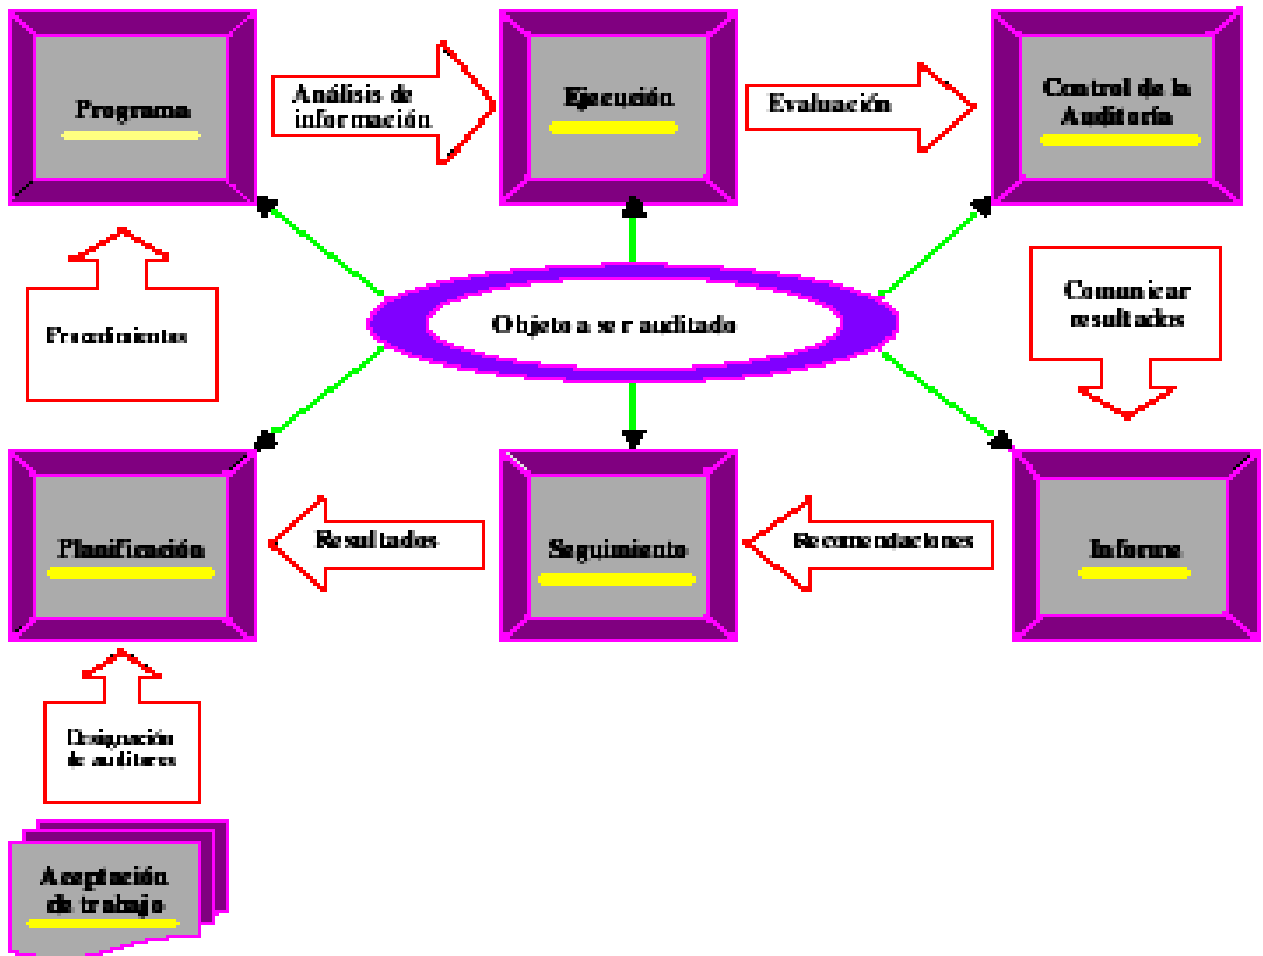 Programa
Análisis de
información
Ejecución
Evaluación
Control de la
Auditoría
Procedimientos
Objeto a ser auditado
Comunicar
resultados
Planificación
Resultados
Seguimiento
Recomendaciones
Informe
Designación
de auditores
Aceptación
de trabajo